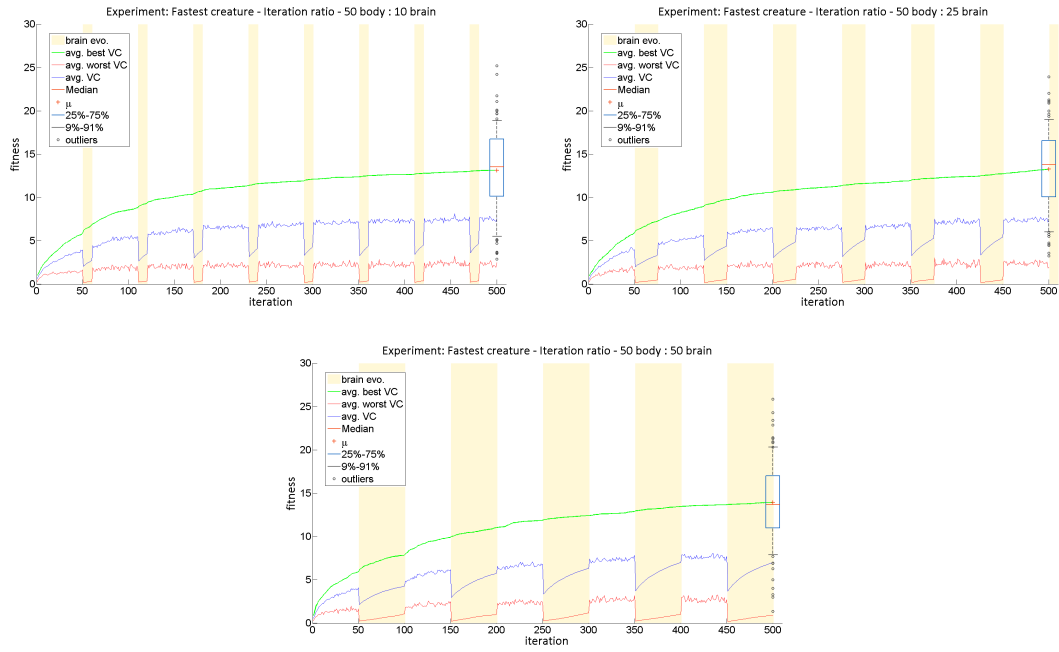 Experiment: Fastest creature - Iteration ratio - 50 body : 10 brain
30
25
20
15
10
5
0
fitness
brain evo.
avg. best VC
avg. worst VC
avg. VC
Median
μ
25%-75%
9%-91%
outliers
0 50 100 150 200 250 300 350 400 450 500
iteration
Experiment: Fastest creature - Iteration ratio - 50 body : 25 brain
30
25
20
15
10
5
0
fitness
brain evo.
avg. best VC
avg. worst VC
avg. VC
Median
μ
25%-75%
9%-91%
outliers
0 50 100 150 200 250 300 350 400 450 500
iteration
Experiment: Fastest creature - Iteration ratio - 50 body : 50 brain
30
25
20
15
10
5
0
fitness
brain evo.
avg. best VC
avg. worst VC
avg. VC
Median
μ
25%-75%
9%-91%
outliers
0 50 100 150 200 250 300 350 400 450 500
iteration